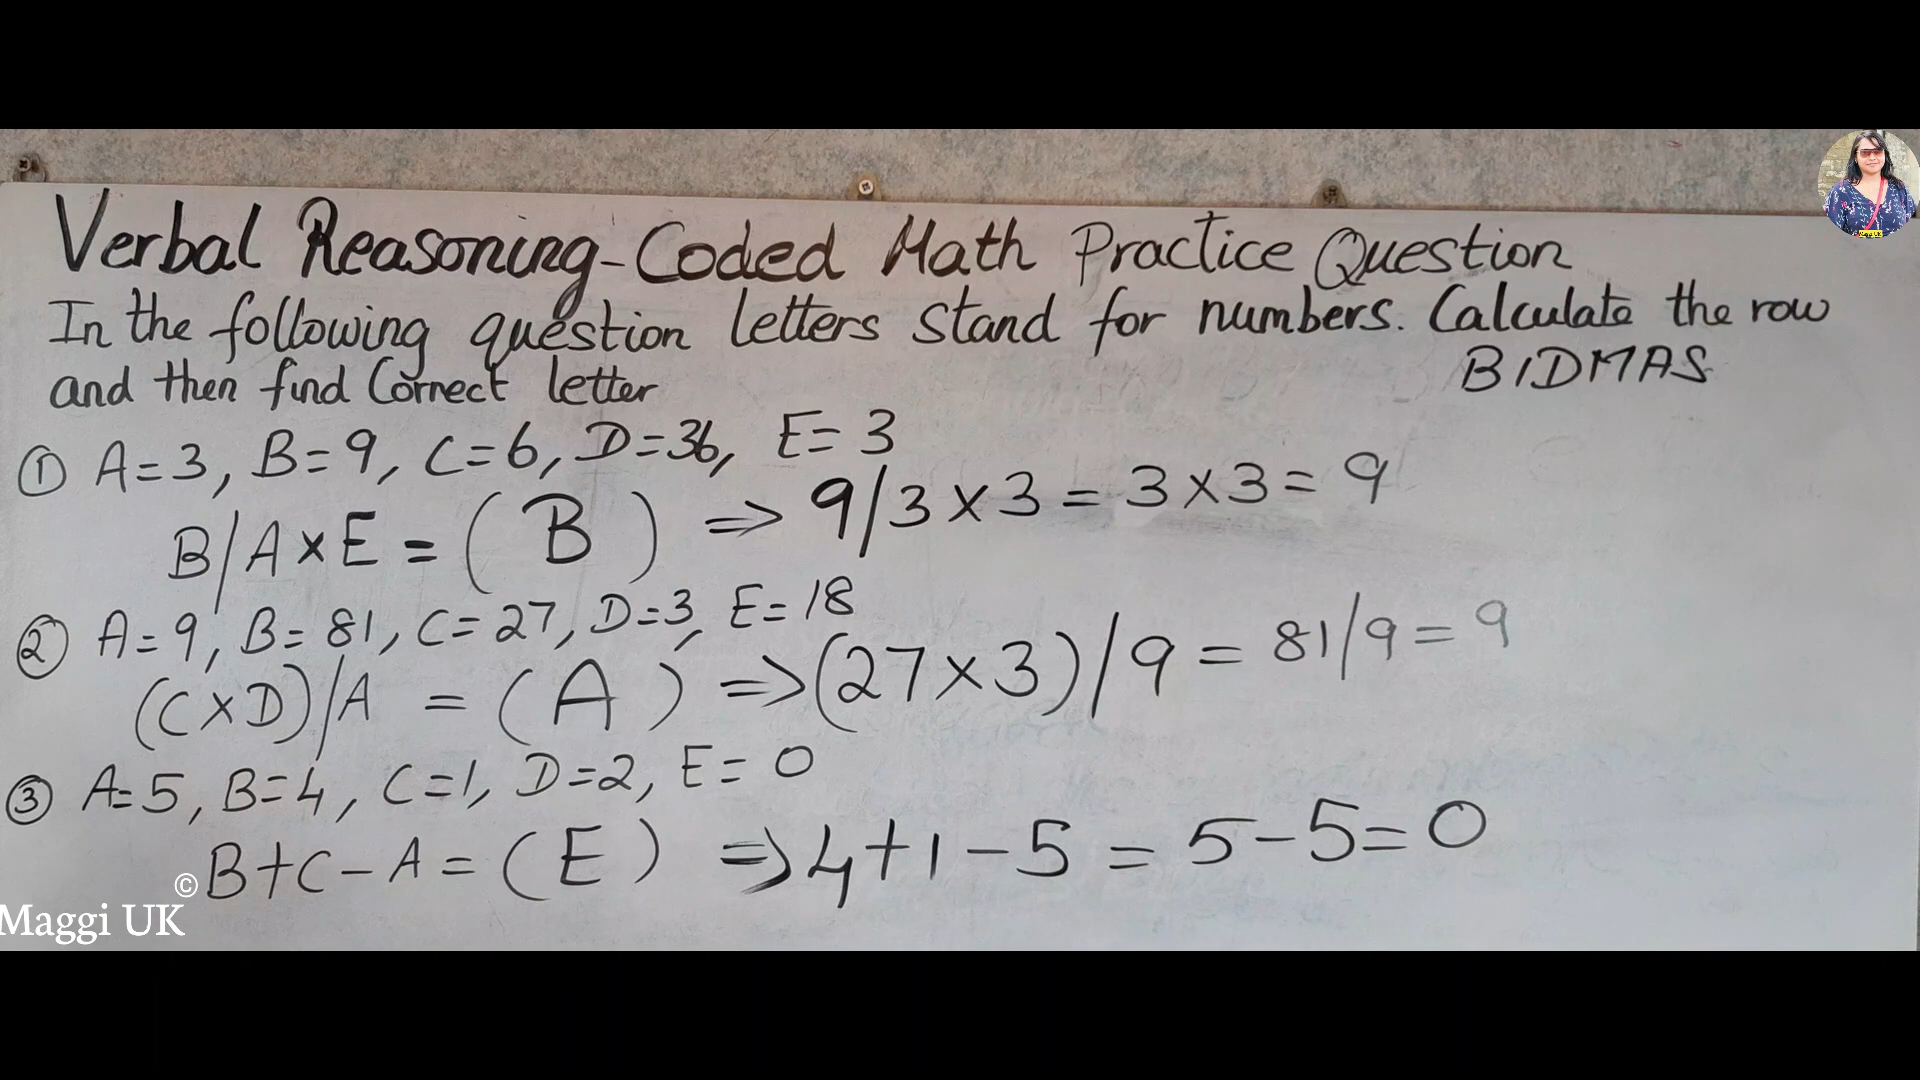 Verbal Reasoning-Coded Math Practice Question
In the following question letters stand for numbers. Calculate the row
and then find Correct letter BIDMAS
① A=3, B=9, C=6, D=36, E=3
B/A×E = (B) ⇒ 9/3×3 = 3×3 = 9
② A=9, B=81, C=27, D=3, E=18
(C×D)/A = (A) ⇒ (27×3)/9 = 81/9 = 9
③ A=5, B=4, C=1, D=2, E=0
B+C-A = (E) ⇒ 4+1-5 = 5-5=0
©
Maggi UK
Maggi UK